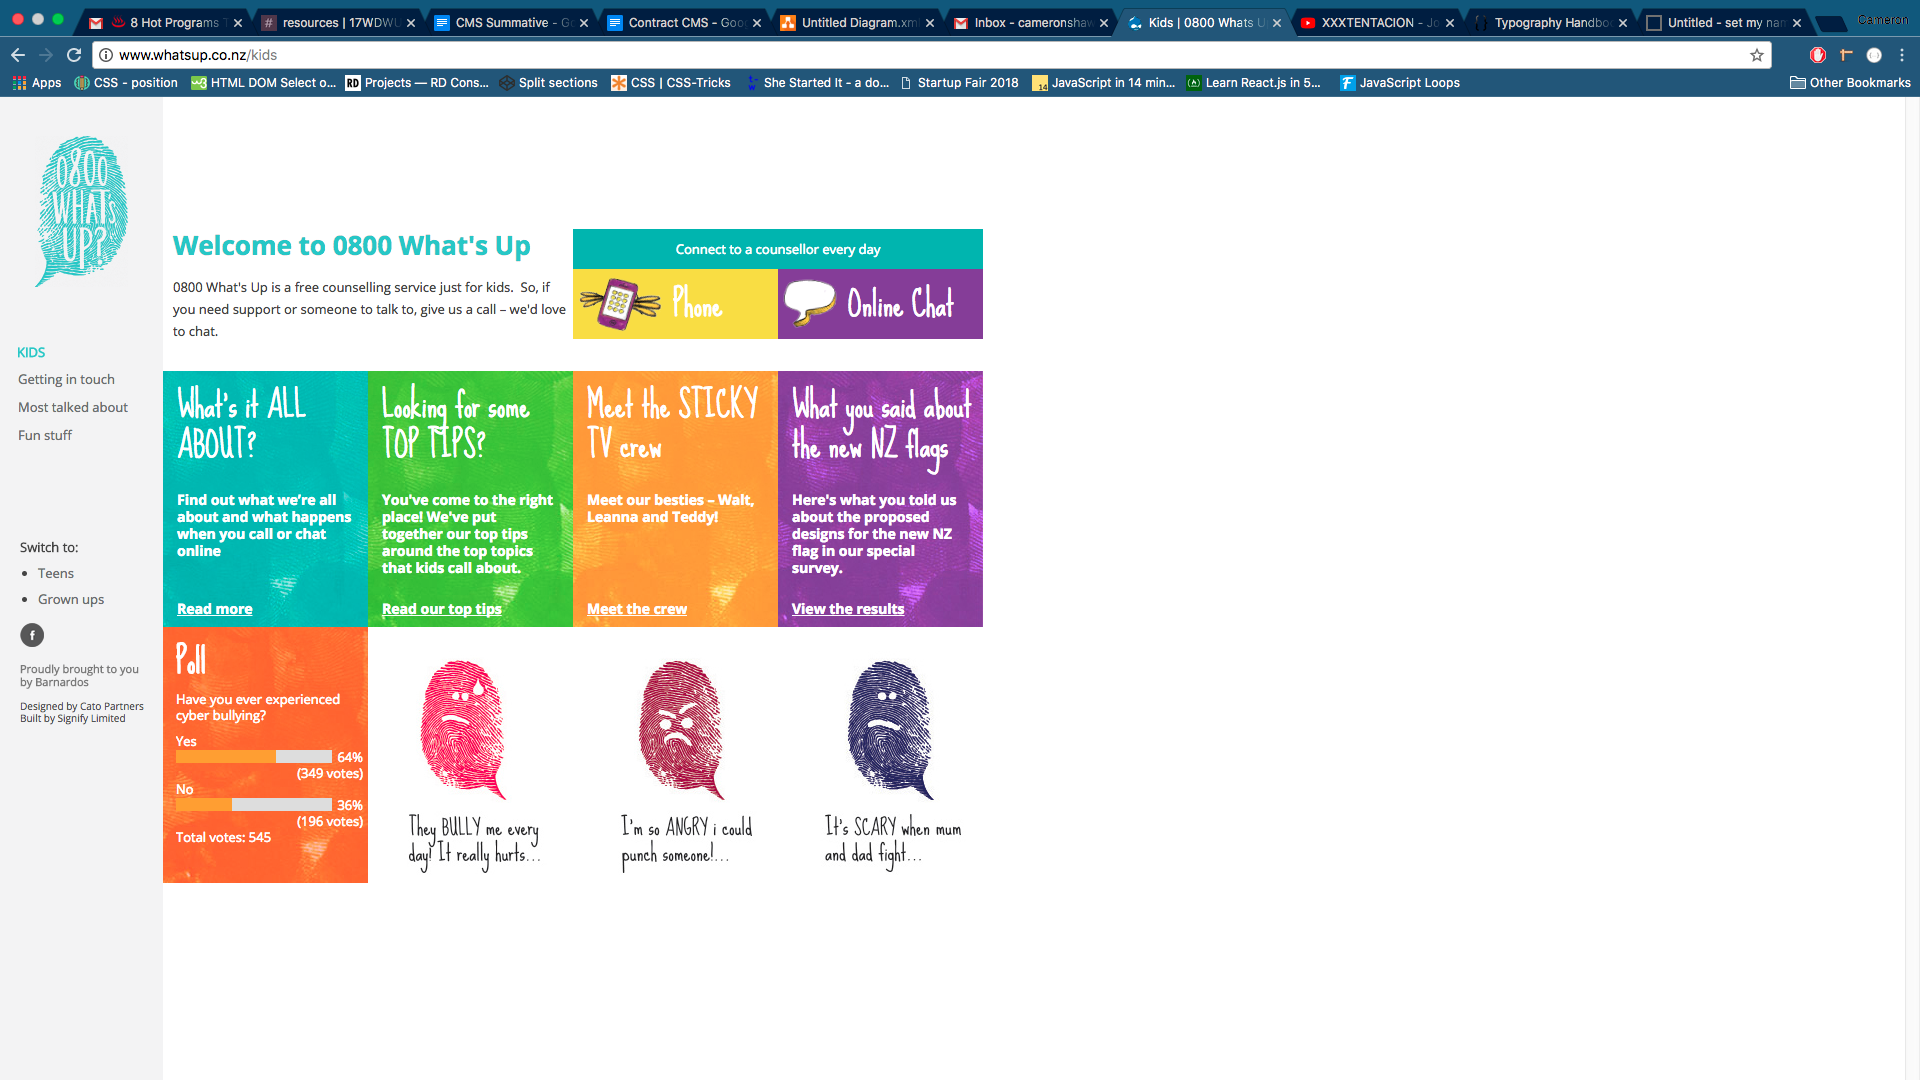 8 Hot Programs
resources | 17WDWU
CMS Summative - Go
Contract CMS - Goo
Untitled Diagram.xm
Inbox - cameronshaw
Kids | 0800 Whats U
XXXTENTACION - Jo
Typography Handbo
Untitled - set my nam
Cameron
www.whatsup.co.nz/kids
Apps
CSS - position
HTML DOM Select o...
Projects — RD Cons...
Split sections
CSS | CSS-Tricks
She Started It - a do...
Startup Fair 2018
JavaScript in 14 min...
Learn React.js in 5...
JavaScript Loops
Other Bookmarks
0800
WHATS
UP?
KIDS
Getting in touch
Most talked about
Fun stuff
Switch to:
Teens
Grown ups
Proudly brought to you
by Barnardos
Designed by Cato Partners
Built by Signify Limited
Welcome to 0800 What's Up
0800 What's Up is a free counselling service just for kids. So, if
you need support or someone to talk to, give us a call – we'd love
to chat.
Connect to a counsellor every day
Phone
Online Chat
What's it ALL
ABOUT?
Find out what we're all
about and what happens
when you call or chat
online
Read more
Looking for some
TOP TIPS?
You've come to the right
place! We've put
together our top tips
around the top topics
that kids call about.
Read our top tips
Meet the STICKY
TV crew
Meet our besties – Walt,
Leanna and Teddy!
Meet the crew
What you said about
the new NZ flags
Here's what you told us
about the proposed
designs for the new NZ
flag in our special
survey.
View the results
Poll
Have you ever experienced
cyber bullying?
Yes
64%
(349 votes)
No
36%
(196 votes)
Total votes: 545
They BULLY me every
day! It really hurts...
I'm so ANGRY i could
punch someone!...
It's SCARY when mum
and dad fight...